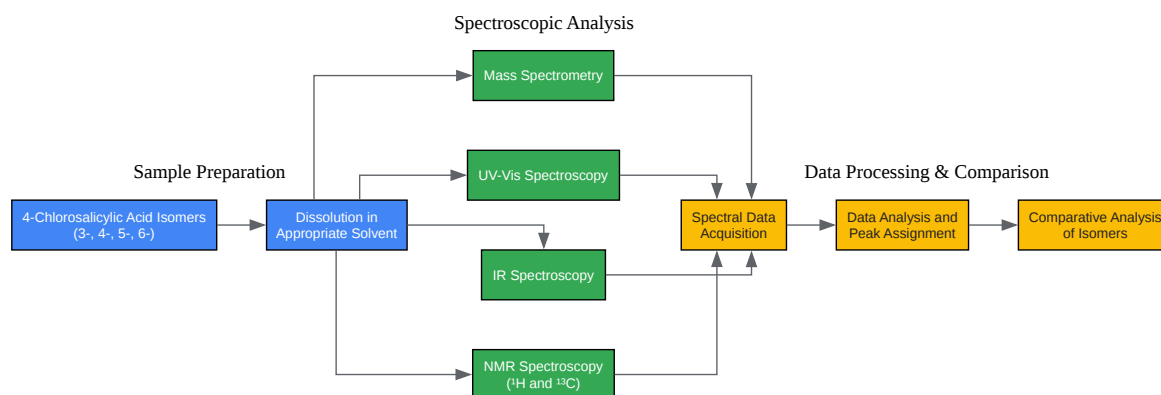 Spectroscopic Analysis
Mass Spectrometry
Sample Preparation
UV-Vis Spectroscopy
Data Processing & Comparison
4-Chlorosalicylic Acid Isomers
(3-, 4-, 5-, 6-)
Dissolution in
Appropriate Solvent
Spectral Data
Acquisition
Data Analysis and
Peak Assignment
Comparative Analysis
of Isomers
IR Spectroscopy
NMR Spectroscopy
(¹H and ¹³C)